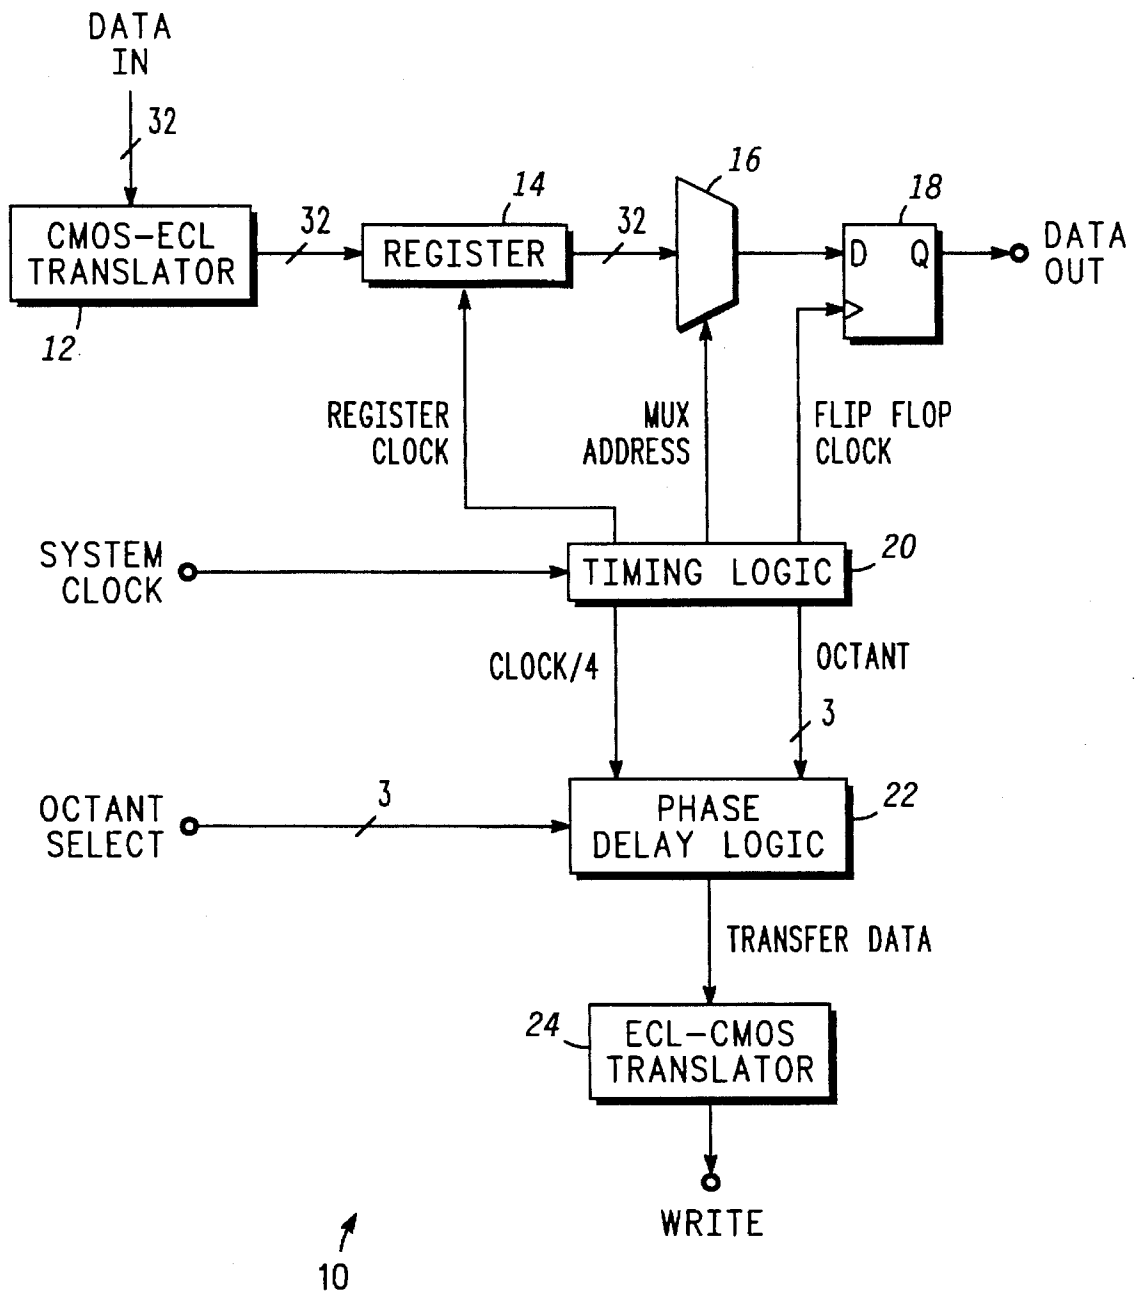 DATA
IN
32
CMOS-ECL
TRANSLATOR
12
32
14
REGISTER
32
16
18
D Q
DATA
OUT
REGISTER
CLOCK
MUX
ADDRESS
FLIP FLOP
CLOCK
SYSTEM
CLOCK
20
TIMING LOGIC
CLOCK/4
OCTANT
3
OCTANT
SELECT
3
22
PHASE
DELAY LOGIC
TRANSFER DATA
24
ECL-CMOS
TRANSLATOR
WRITE
10